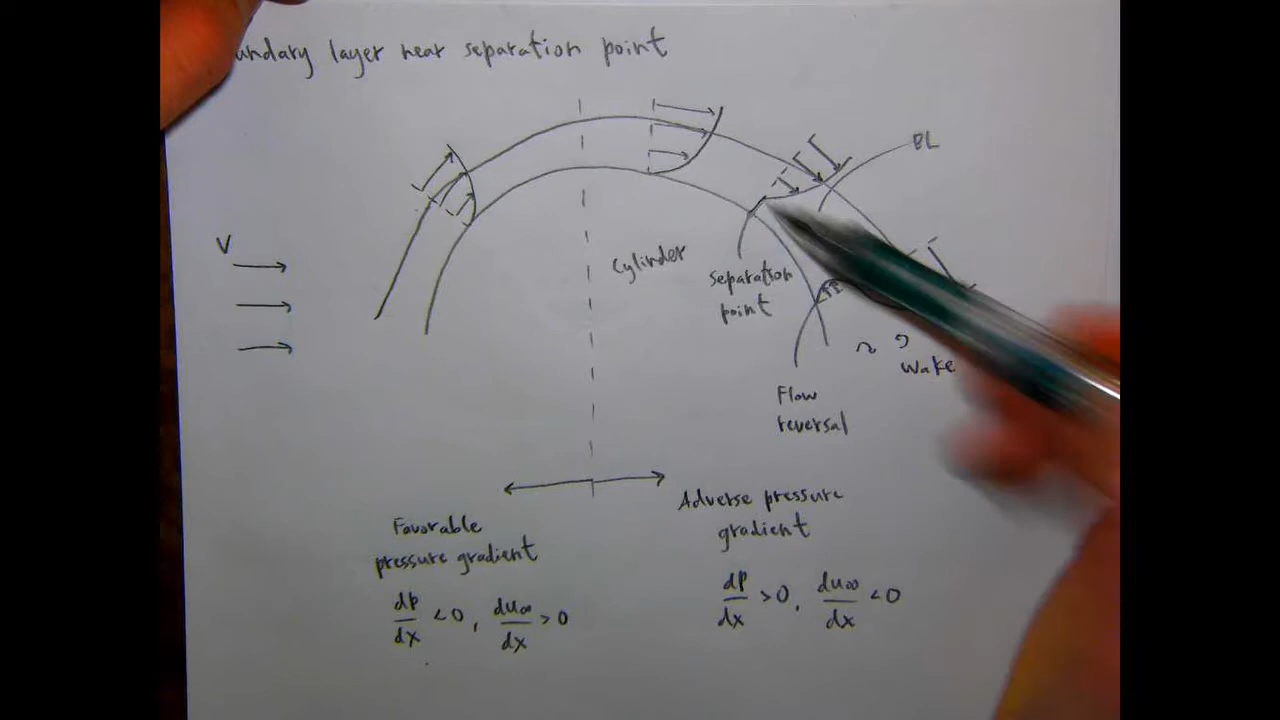 undary layer near separation point
BL
V
Cylinder
separation
point
wake
Flow
reversal
Favorable
pressure gradient
dp/dx <0, du∞/dx >0
Adverse pressure
gradient
dp/dx >0, du∞/dx <0